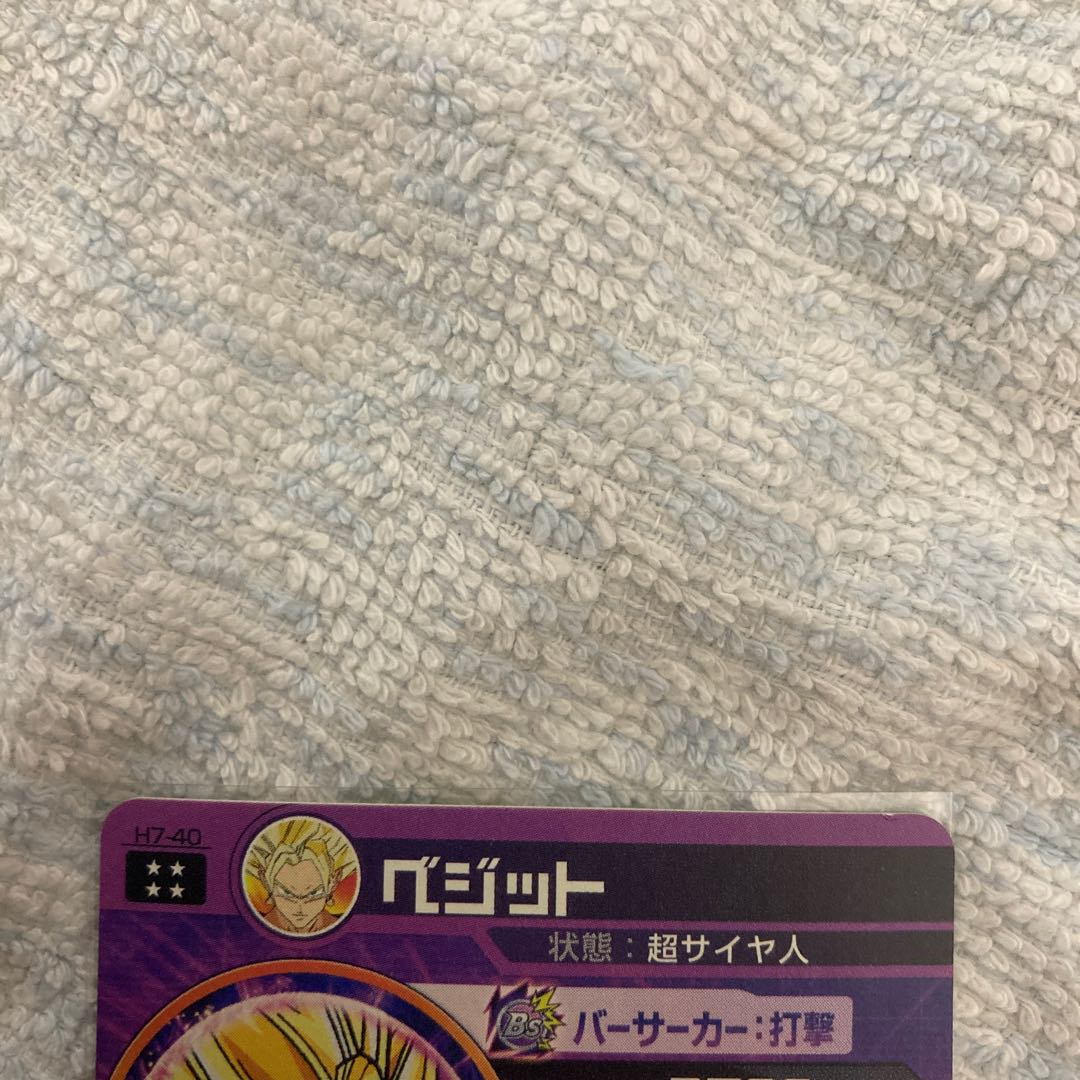 H7-40
ベジット
状態：超サイヤ人
Bs バーサーカー：打撃